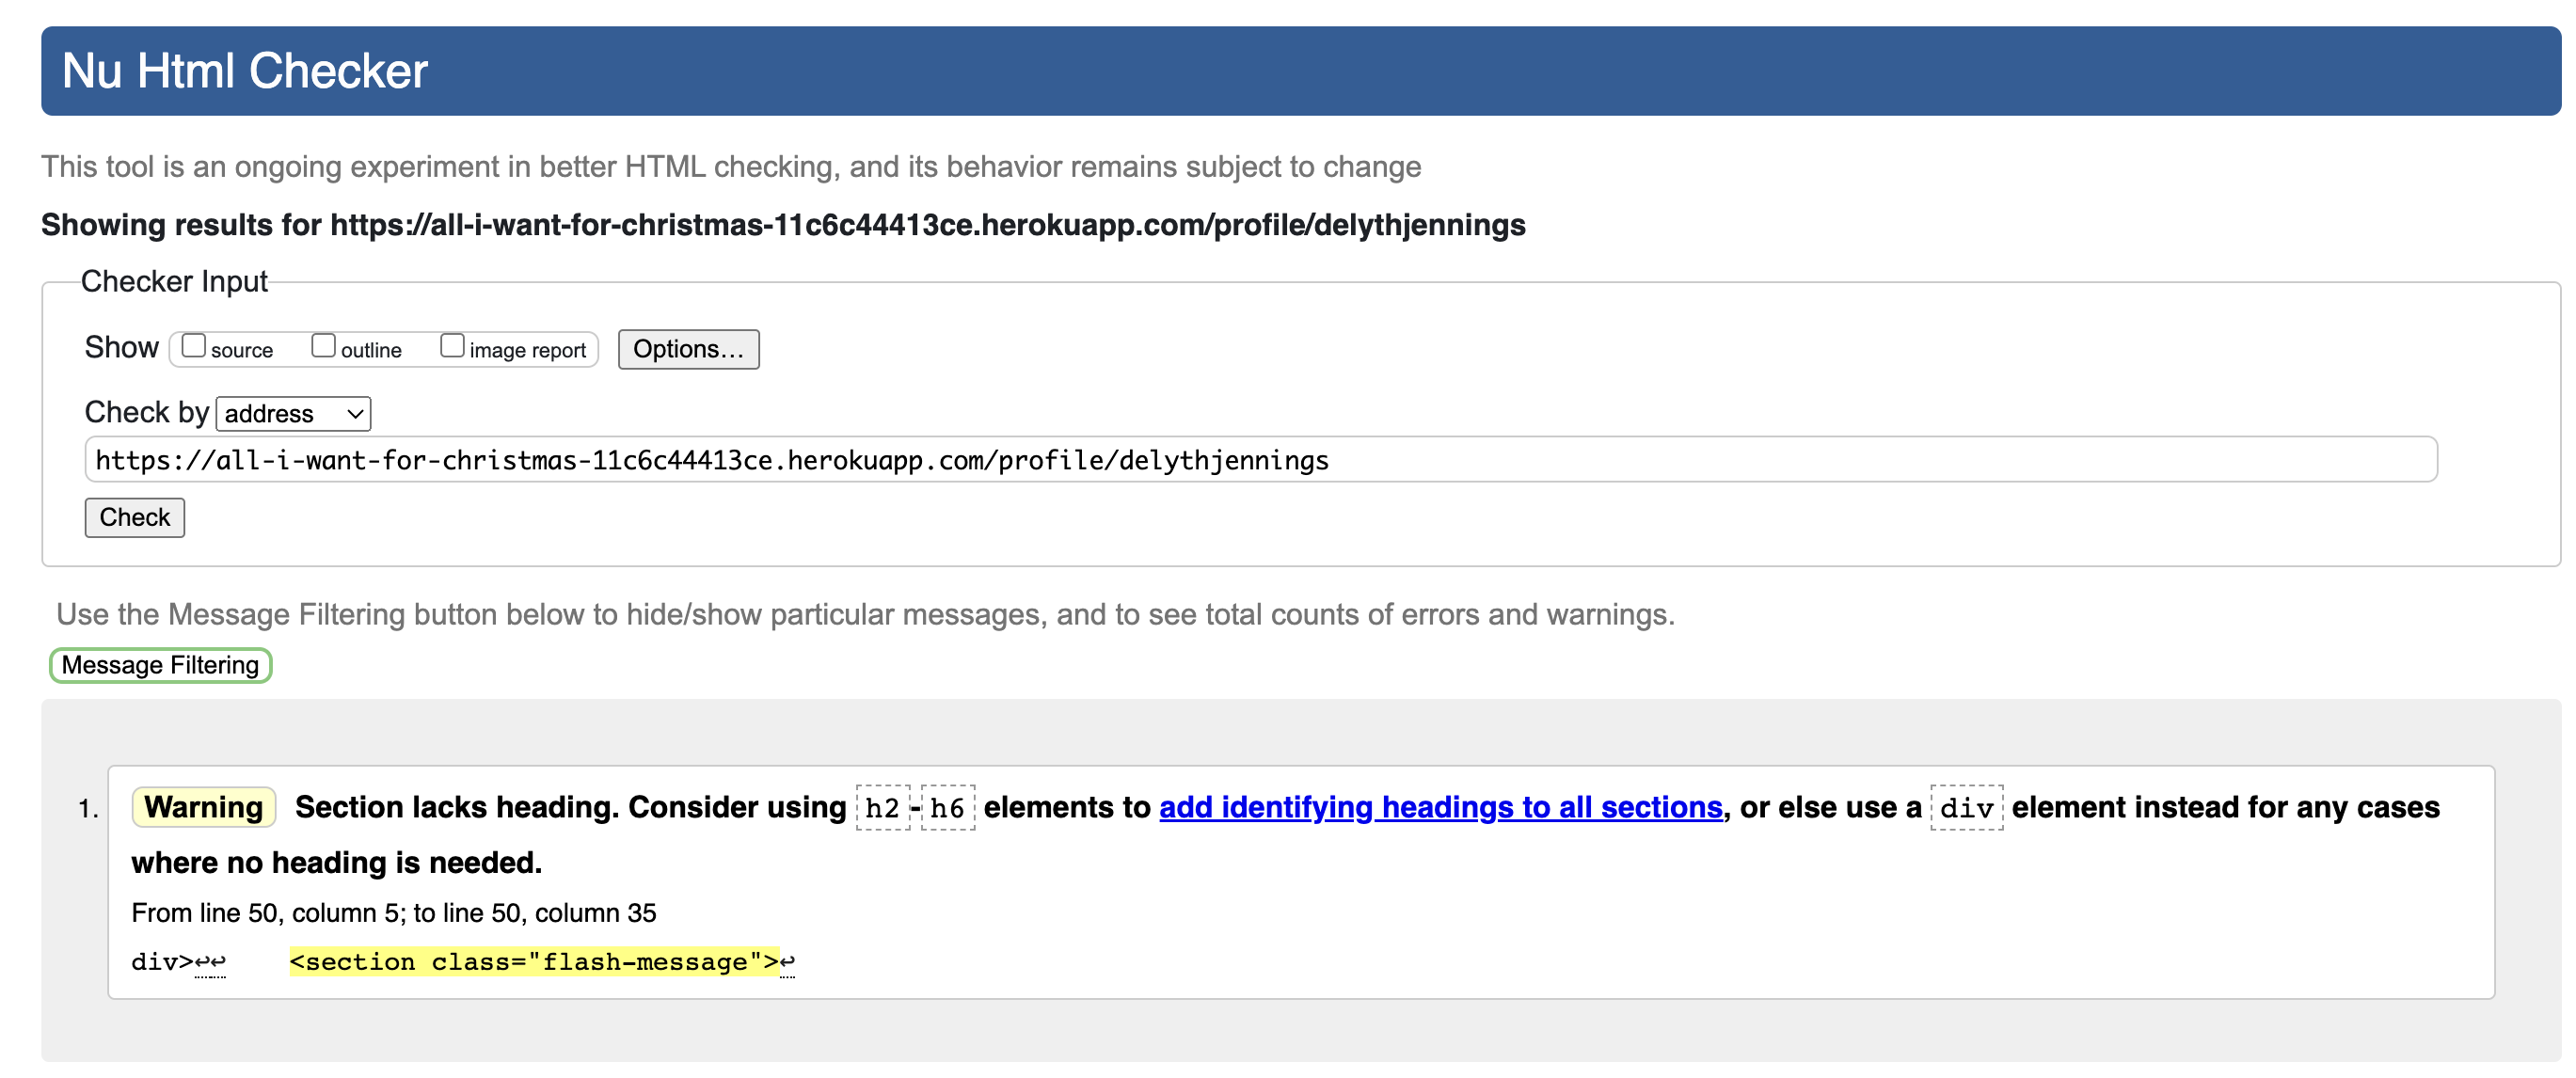 Nu Html Checker
This tool is an ongoing experiment in better HTML checking, and its behavior remains subject to change
Showing results for https://all-i-want-for-christmas-11c6c44413ce.herokuapp.com/profile/delythjennings
Checker Input
Show source outline image report Options...
Check by address
https://all-i-want-for-christmas-11c6c44413ce.herokuapp.com/profile/delythjennings
Check
Use the Message Filtering button below to hide/show particular messages, and to see total counts of errors and warnings.
Message Filtering
1. Warning Section lacks heading. Consider using h2-h6 elements to add identifying headings to all sections, or else use a div element instead for any cases
where no heading is needed.
From line 50, column 5; to line 50, column 35
div>↩↩    <section class="flash-message">↩